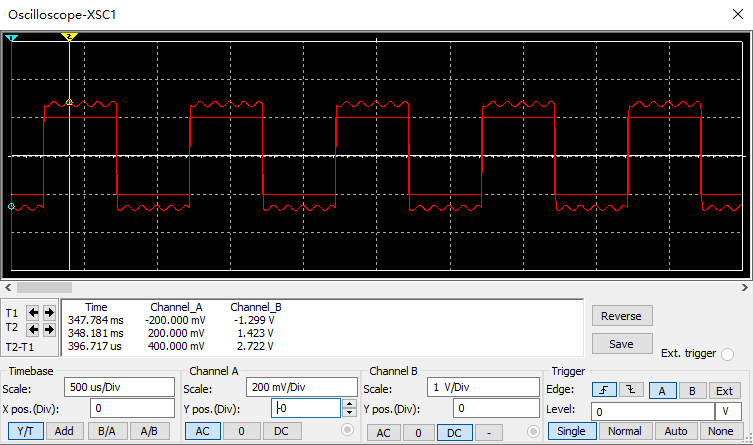 Oscilloscope-XSC1
1 2
T1
T2
T2-T1
Time Channel_A Channel_B
347.784 ms -200.000 mV -1.299 V
348.181 ms 200.000 mV 1.423 V
396.717 us 400.000 mV 2.722 V
Reverse
Save
Ext. trigger
Timebase
Scale: 500 us/Div
X pos.(Div): 0
Y/T Add B/A A/B
Channel A
Scale: 200 mV/Div
Y pos.(Div): -0
AC 0 DC
Channel B
Scale: 1 V/Div
Y pos.(Div): 0
AC 0 DC -
Trigger
Edge: A B Ext
Level: 0 V
Single Normal Auto None